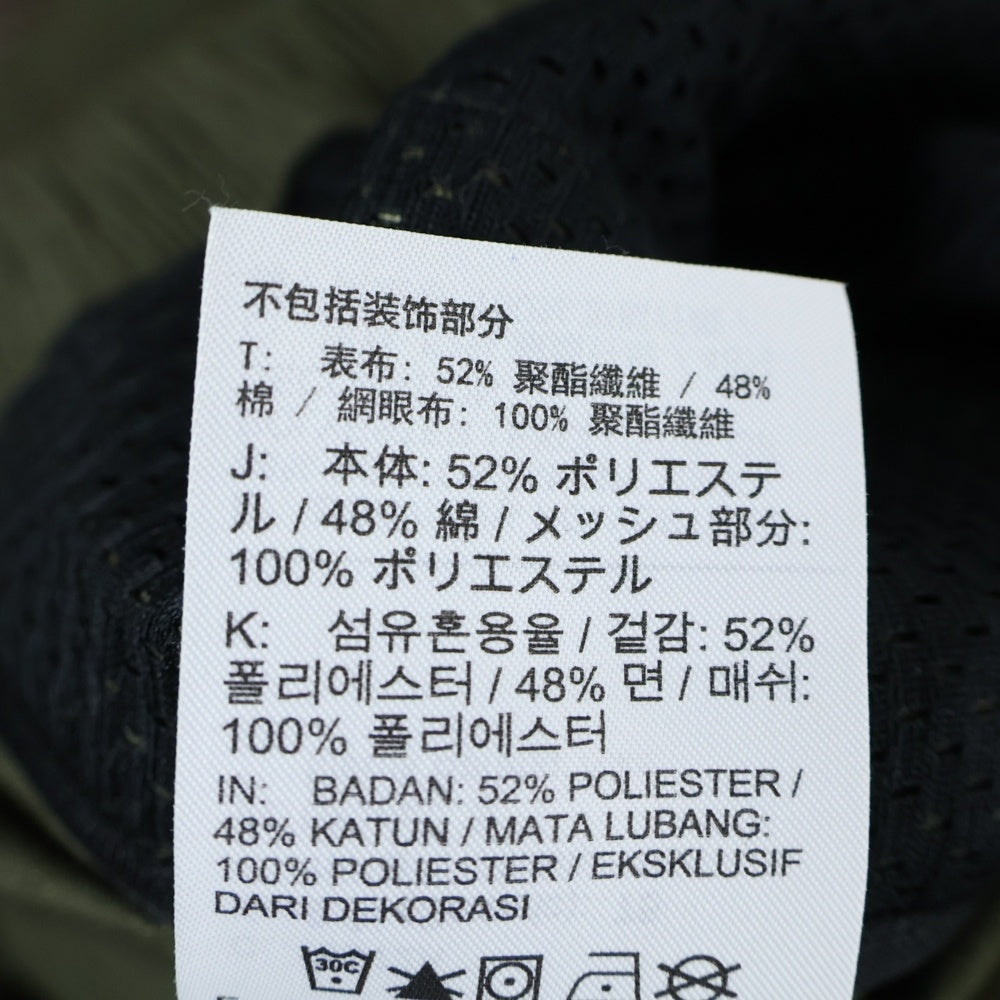 不包括装饰部分
T: 表布: 52% 聚酯纖維 / 48%
棉 / 網眼布: 100% 聚酯纖維
J: 本体: 52% ポリエステ
ル / 48% 綿 / メッシュ部分:
100% ポリエステル
K: 섬유혼용율 / 겉감: 52%
폴리에스터 / 48% 면 / 매쉬:
100% 폴리에스터
IN: BADAN: 52% POLIESTER /
48% KATUN / MATA LUBANG:
100% POLIESTER / EKSKLUSIF
DARI DEKORASI
30C